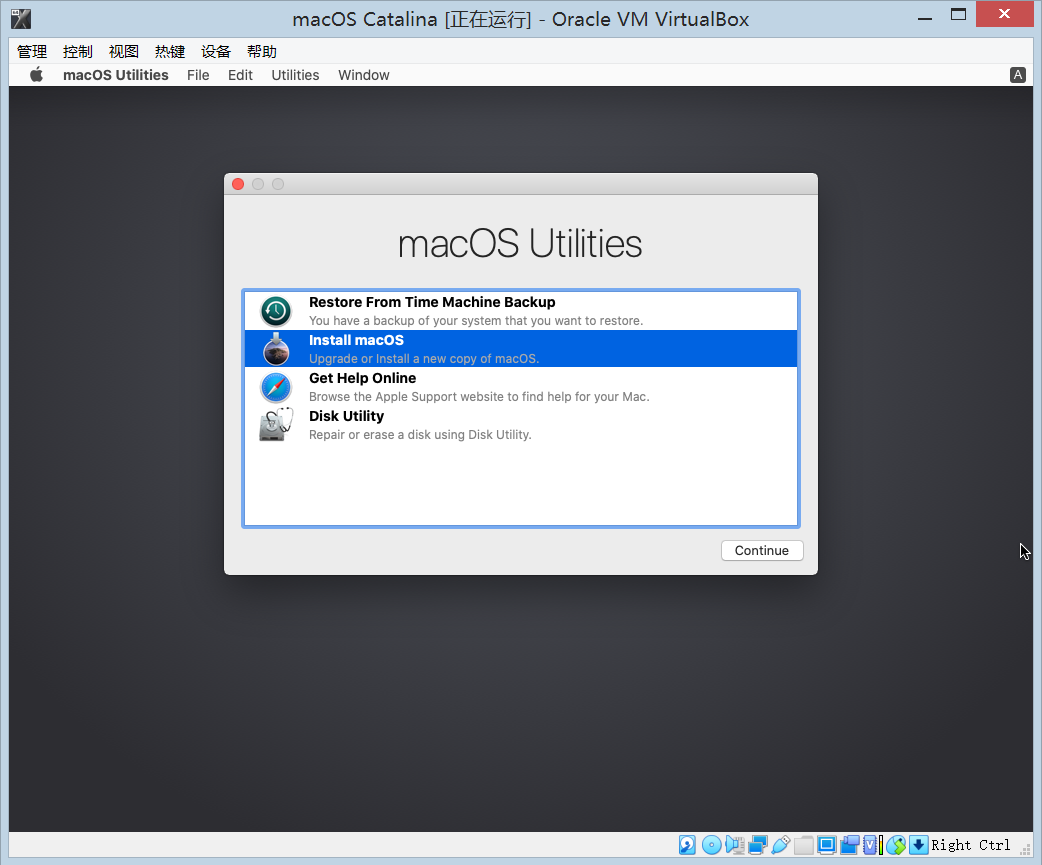 macOS Catalina [正在运行] - Oracle VM VirtualBox
管理 控制 视图 热键 设备 帮助
macOS Utilities File Edit Utilities Window A
macOS Utilities
Restore From Time Machine Backup
You have a backup of your system that you want to restore.
Install macOS
Upgrade or Install a new copy of macOS.
Get Help Online
Browse the Apple Support website to find help for your Mac.
Disk Utility
Repair or erase a disk using Disk Utility.
Continue
Right Ctrl